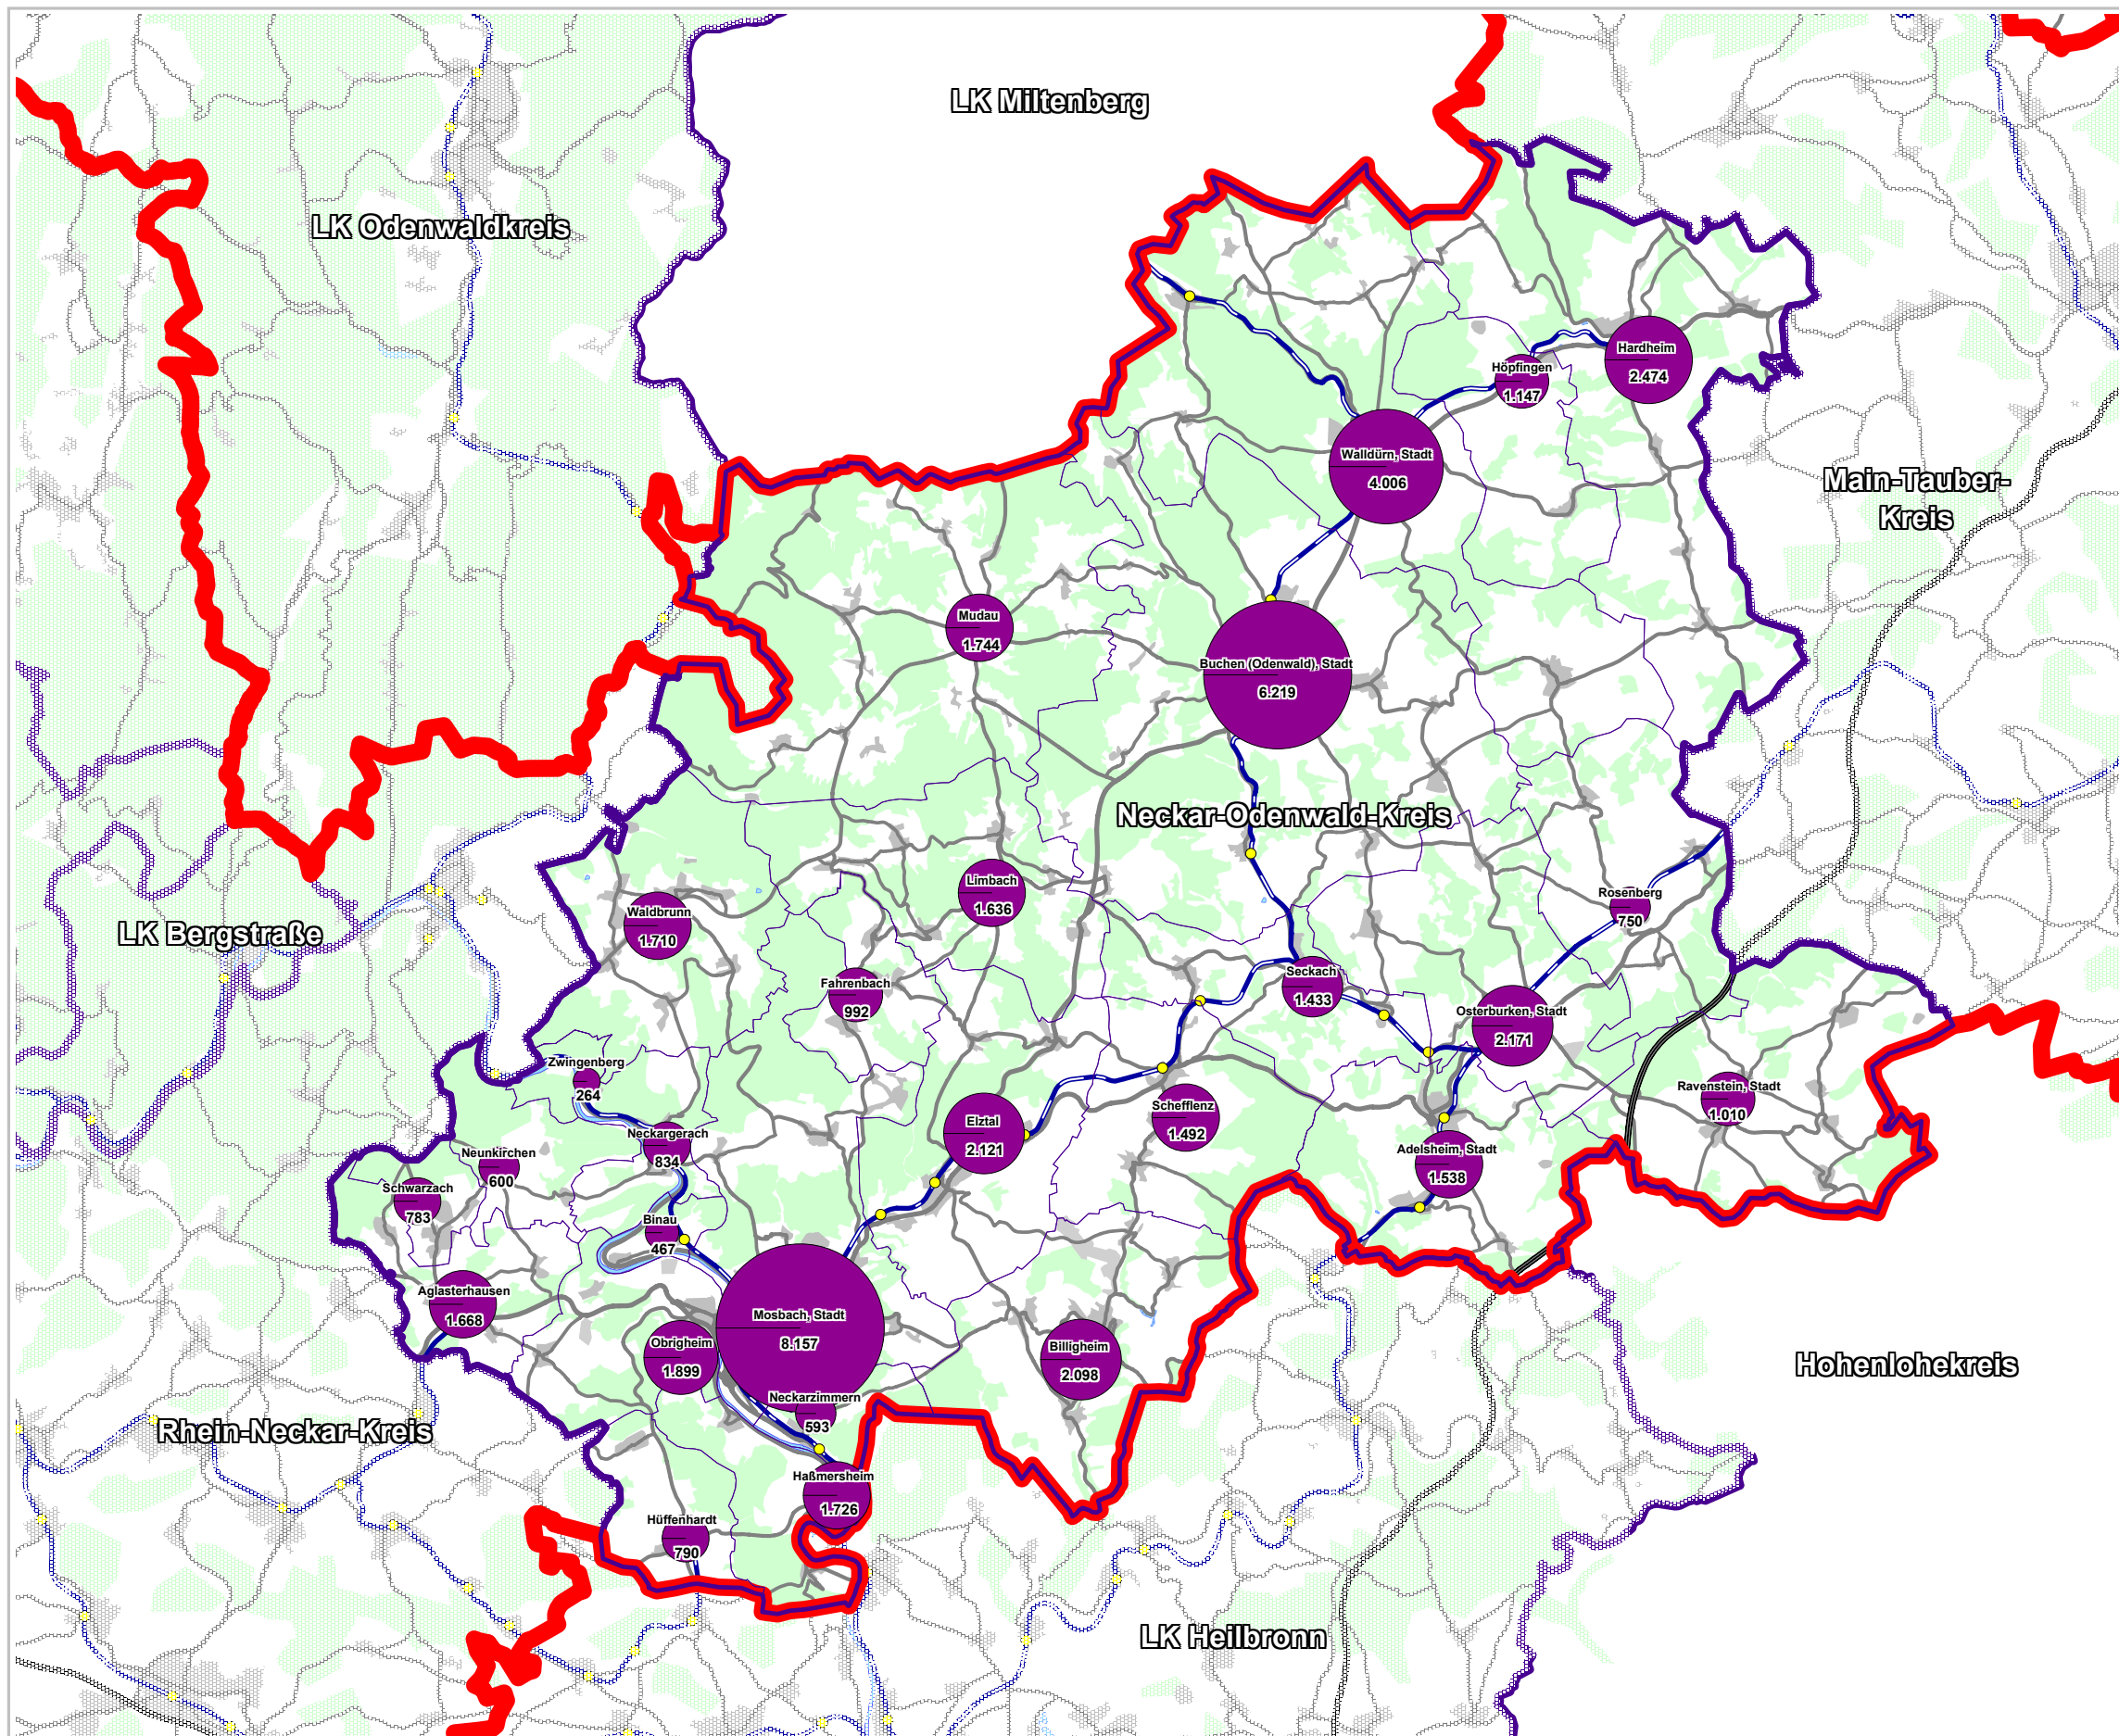 LK Miltenberg
LK Odenwaldkreis
Hardheim
2.474
Höpfingen
1.147
Walldürn, Stadt
4.006
Main-Tauber-
Kreis
Mudau
1.744
Buchen (Odenwald), Stadt
6.219
Neckar-Odenwald-Kreis
Limbach
1.636
Rosenberg
750
Waldbrunn
1.710
LK Bergstraße
Fahrenbach
992
Seckach
1.433
Osterburken, Stadt
2.171
Zwingenberg
264
Ravenstein, Stadt
1.010
Schefflenz
1.492
Elztal
2.121
Neckargerach
834
Adelsheim, Stadt
1.538
Neunkirchen
600
Schwarzach
783
Binau
467
Aglasterhausen
1.668
Mosbach, Stadt
8.157
Obrigheim
1.899
Billigheim
2.098
Hohenlohekreis
Neckarzimmern
593
Rhein-Neckar-Kreis
Haßmersheim
1.726
Hüffenhardt
790
LK Heilbronn